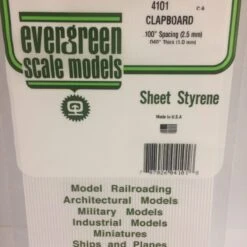 4101
CLAPBOARD
.100" Spacing (2.5 mm)
.040" Thick (1.0 mm)
evergreen
scale models
Sheet Styrene
Made in U.S.A
Model Railroading
Architectural Models
Military Models
Industrial Models
Miniatures
Ships and Planes